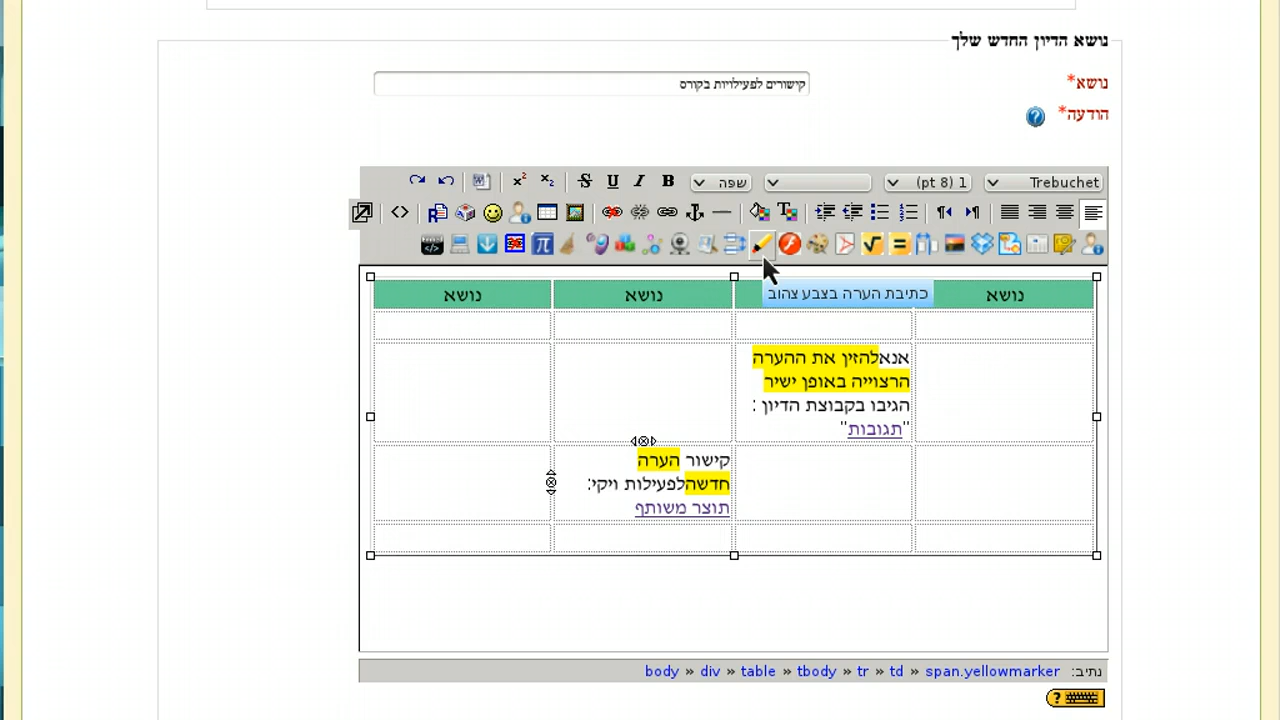 נושא הדיון החדש שלך
נושא*
קישורים לפעילויות בקורס
הודעה*
Trebuchet
1 (8 pt)
שפה
B I U S x₂ x²
נושא
כתיבת הערה בצבע צהוב
נושא
נושא
אנאלהזין את ההערה
הרצוייה באופן ישיר
הגיבו בקבוצת הדיון :
"תגובות"
קישור הערה
חדשהלפעילות ויקי:
תוצר משותף
נתיב: body » div » table » tbody » tr » td » span.yellowmarker